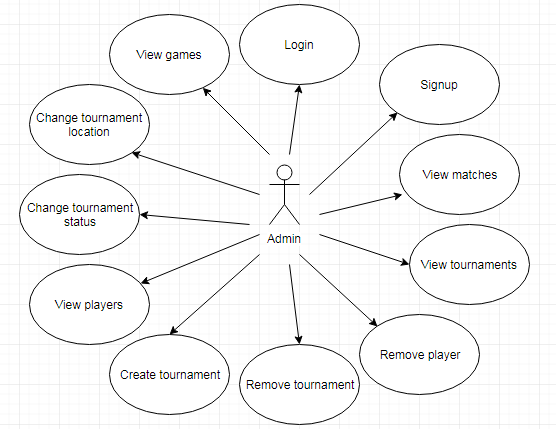 View games
Login
Signup
Change tournament
location
View matches
Change tournament
status
Admin
View tournaments
View players
Remove player
Create tournament
Remove tournament